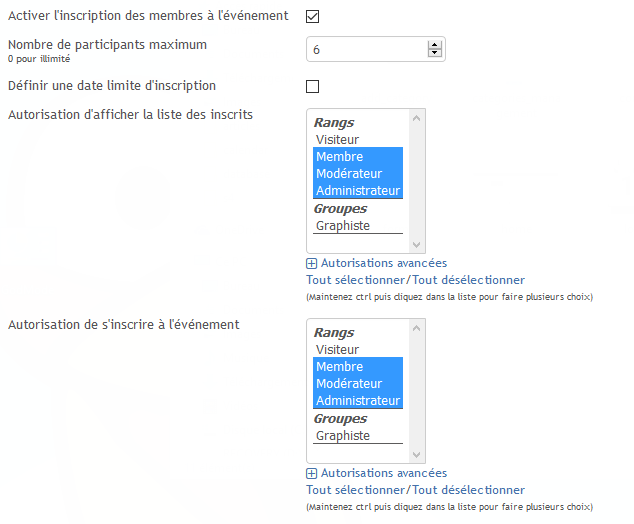 Activer l'inscription des membres à l'événement
Nombre de participants maximum
0 pour illimité
6
Définir une date limite d'inscription
Autorisation d'afficher la liste des inscrits
Rangs
Visiteur
Membre
Modérateur
Administrateur
Groupes
Graphiste
Autorisations avancées
Tout sélectionner/Tout désélectionner
(Maintenez ctrl puis cliquez dans la liste pour faire plusieurs choix)
Autorisation de s'inscrire à l'événement
Rangs
Visiteur
Membre
Modérateur
Administrateur
Groupes
Graphiste
Autorisations avancées
Tout sélectionner/Tout désélectionner
(Maintenez ctrl puis cliquez dans la liste pour faire plusieurs choix)